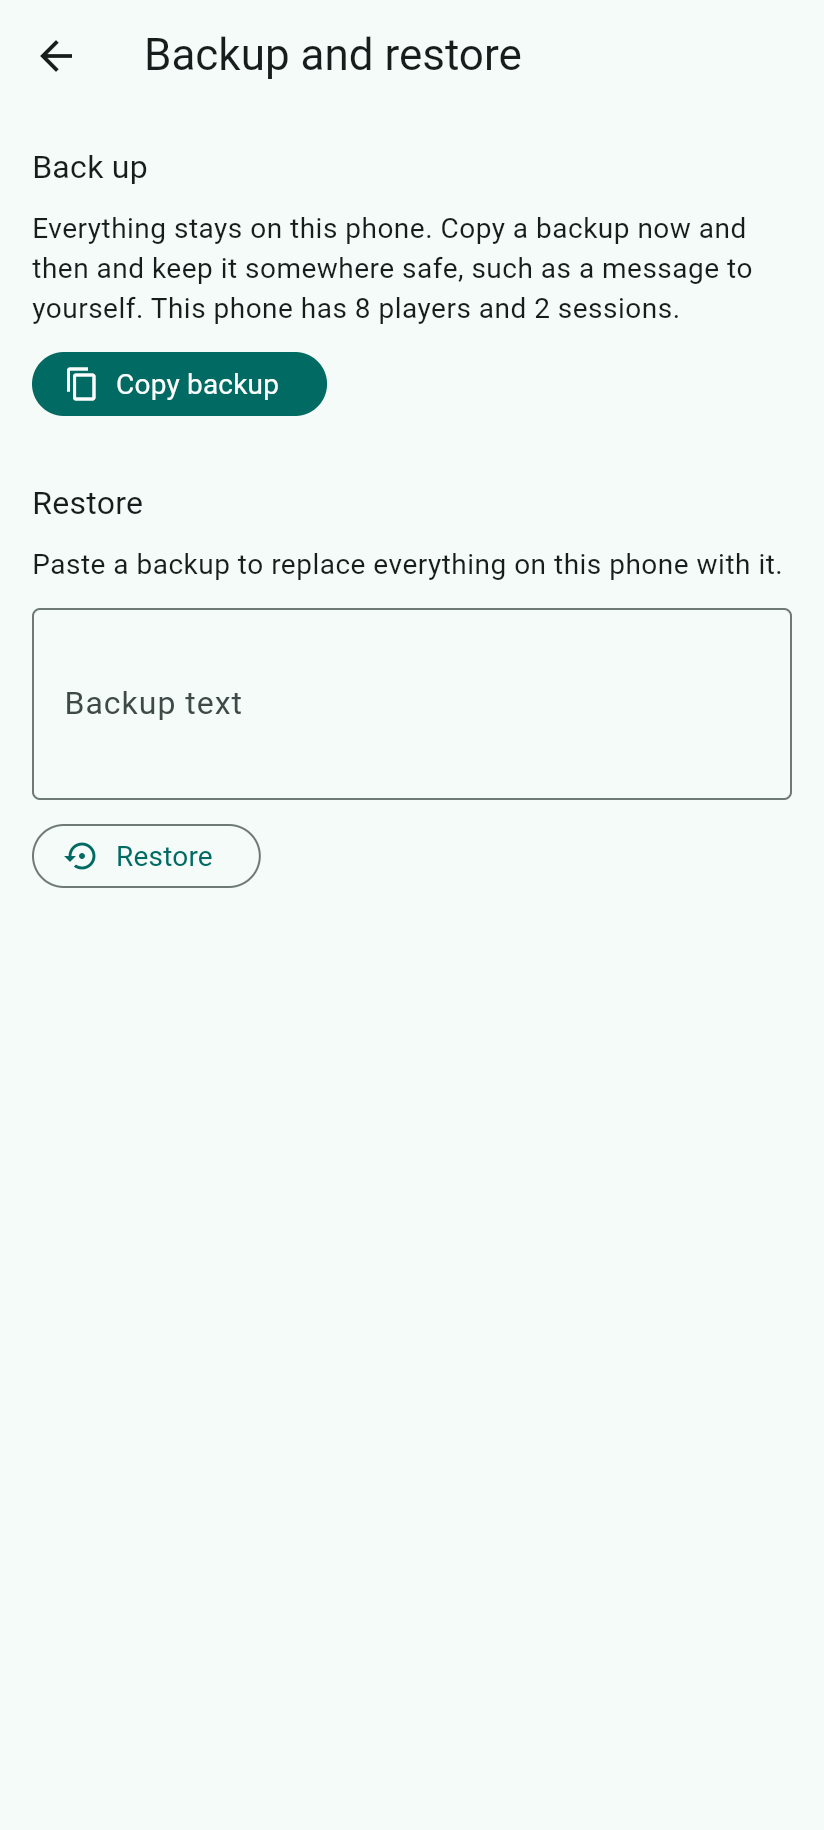 Backup and restore
Back up
Everything stays on this phone. Copy a backup now and
then and keep it somewhere safe, such as a message to
yourself. This phone has 8 players and 2 sessions.
Copy backup
Restore
Paste a backup to replace everything on this phone with it.
Backup text
Restore